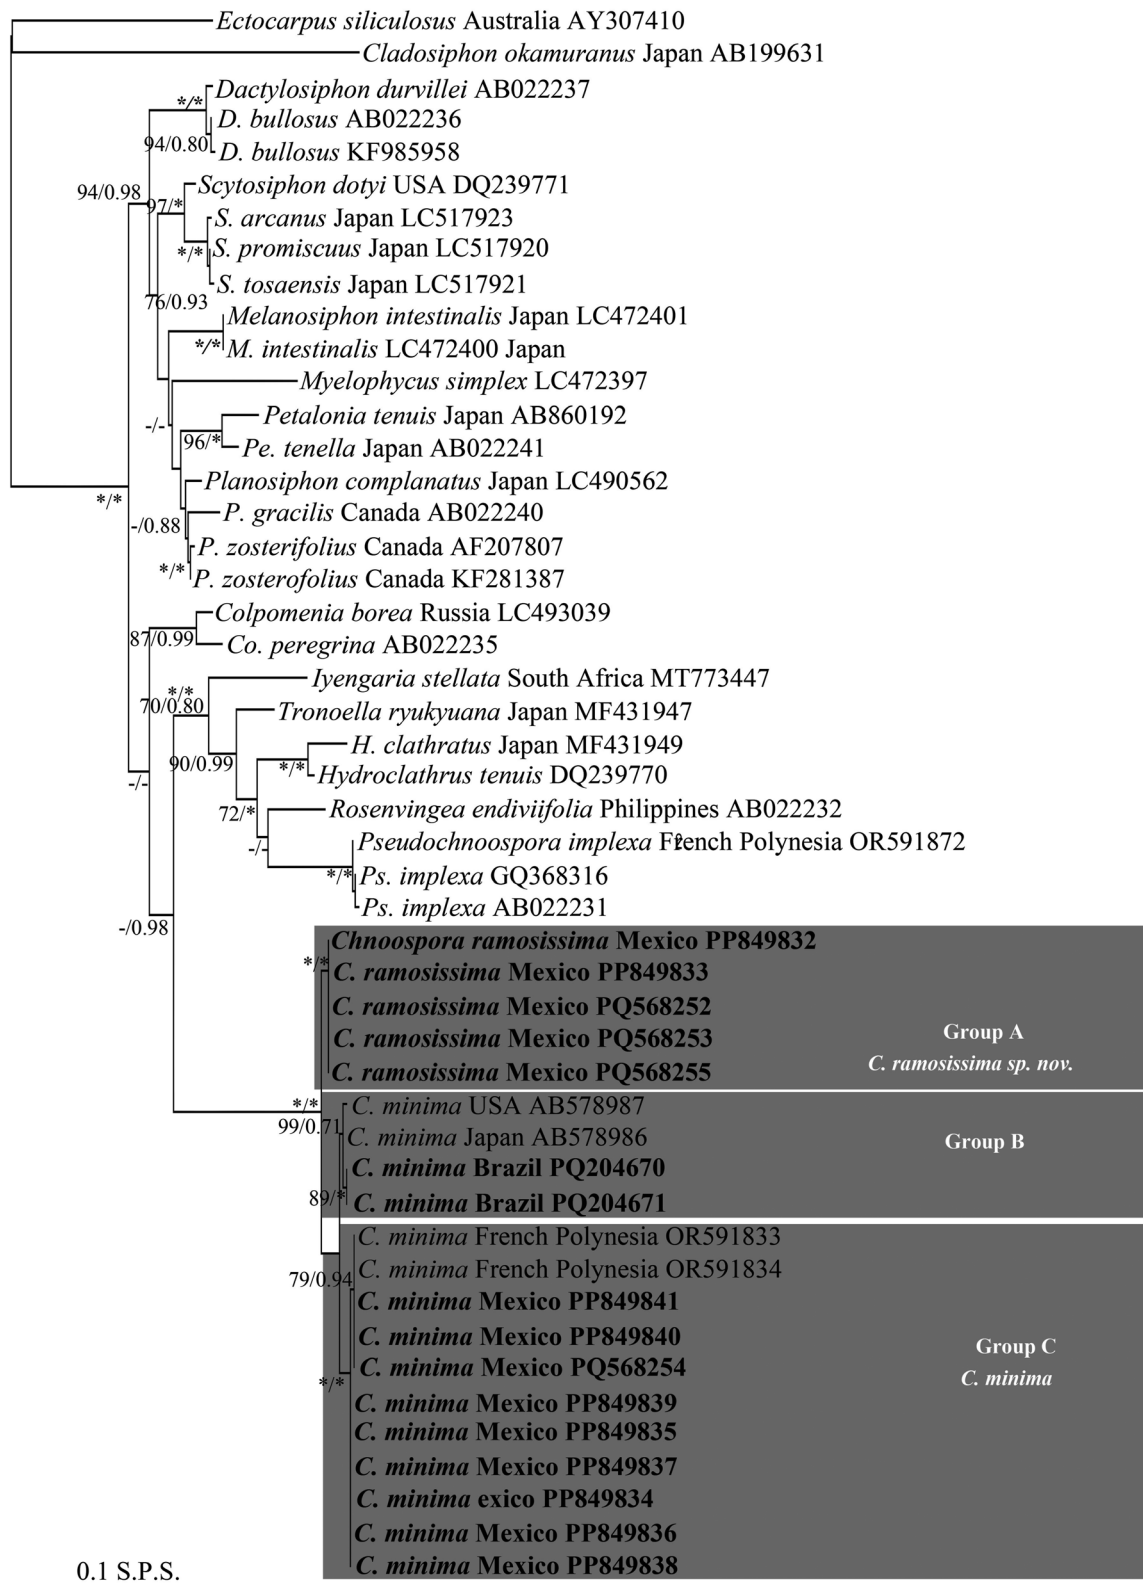 Ectocarpus siliculosus Australia AY307410
Cladosiphon okamuranus Japan AB199631
Dactylosiphon durvillei AB022237
*/*
D. bullosus AB022236
94/0.80
D. bullosus KF985958
Scytosiphon dotyi USA DQ239771
94/0.98
97/*
S. arcanus Japan LC517923
S. promiscuus Japan LC517920
*/*
S. tosaensis Japan LC517921
76/0.93
Melanosiphon intestinalis Japan LC472401
*/*
M. intestinalis LC472400 Japan
Myelophycus simplex LC472397
Petalonia tenuis Japan AB860192
-/-
96/*
Pe. tenella Japan AB022241
Planosiphon complanatus Japan LC490562
*/*
P. gracilis Canada AB022240
-/0.88
P. zosterifolius Canada AF207807
*/*
P. zosterofolius Canada KF281387
Colpomenia borea Russia LC493039
87/0.99
Co. peregrina AB022235
Iyengaria stellata South Africa MT773447
*/*
70/0.80
Tronoella ryukyuana Japan MF431947
H. clathratus Japan MF431949
90/0.99
*/*
Hydroclathrus tenuis DQ239770
-/-
Rosenvingea endiviifolia Philippines AB022232
72/*
Pseudochnoospora implexa French Polynesia OR591872
-/-
*/*
Ps. implexa GQ368316
Ps. implexa AB022231
-/0.98
Chnoospora ramosissima Mexico PP849832
*/*
C. ramosissima Mexico PP849833
C. ramosissima Mexico PQ568252
C. ramosissima Mexico PQ568253
Group A
C. ramosissima sp. nov.
C. ramosissima Mexico PQ568255
*/*
C. minima USA AB578987
99/0.71
C. minima Japan AB578986
Group B
C. minima Brazil PQ204670
89/*
C. minima Brazil PQ204671
C. minima French Polynesia OR591833
C. minima French Polynesia OR591834
79/0.94
C. minima Mexico PP849841
C. minima Mexico PP849840
Group C
C. minima
C. minima Mexico PQ568254
*/*
C. minima Mexico PP849839
C. minima Mexico PP849835
C. minima Mexico PP849837
C. minima exico PP849834
C. minima Mexico PP849836
C. minima Mexico PP849838
0.1 S.P.S.